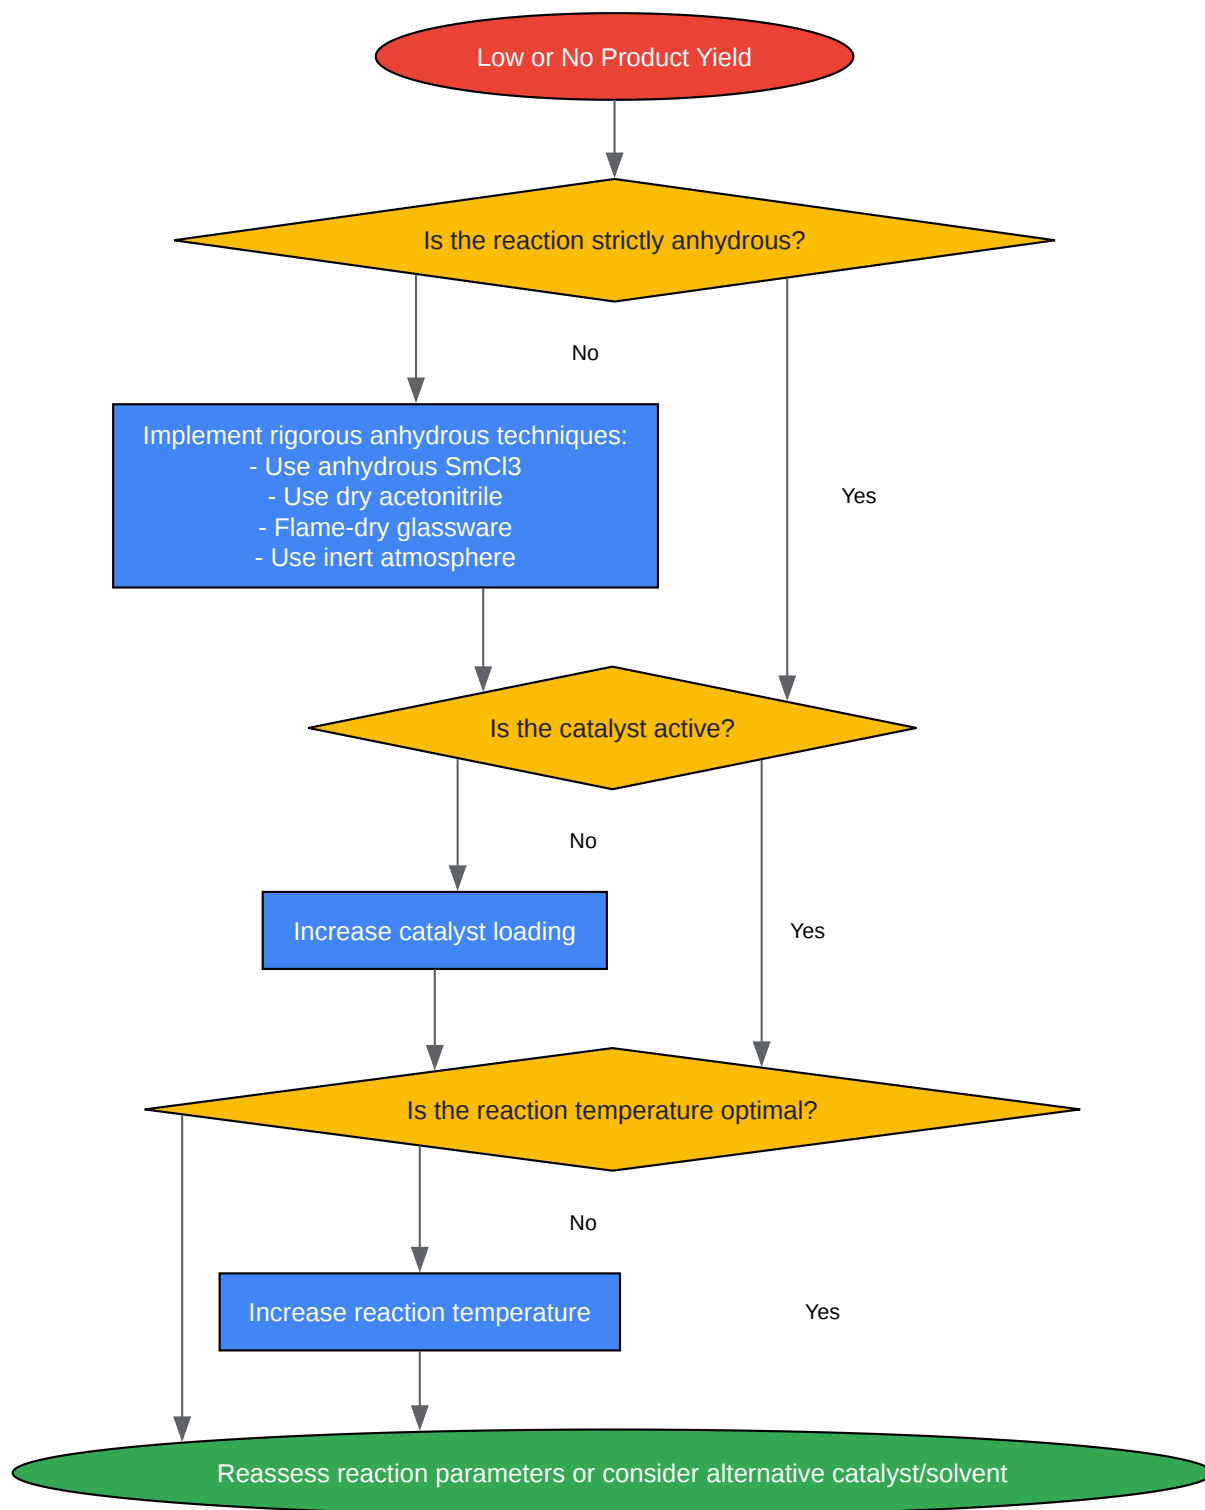 Low or No Product Yield
Is the reaction strictly anhydrous?
No
Implement rigorous anhydrous techniques:
- Use anhydrous SmCl3
- Use dry acetonitrile
- Flame-dry glassware
- Use inert atmosphere
Yes
Is the catalyst active?
No
Increase catalyst loading
Yes
Is the reaction temperature optimal?
No
Increase reaction temperature
Yes
Reassess reaction parameters or consider alternative catalyst/solvent